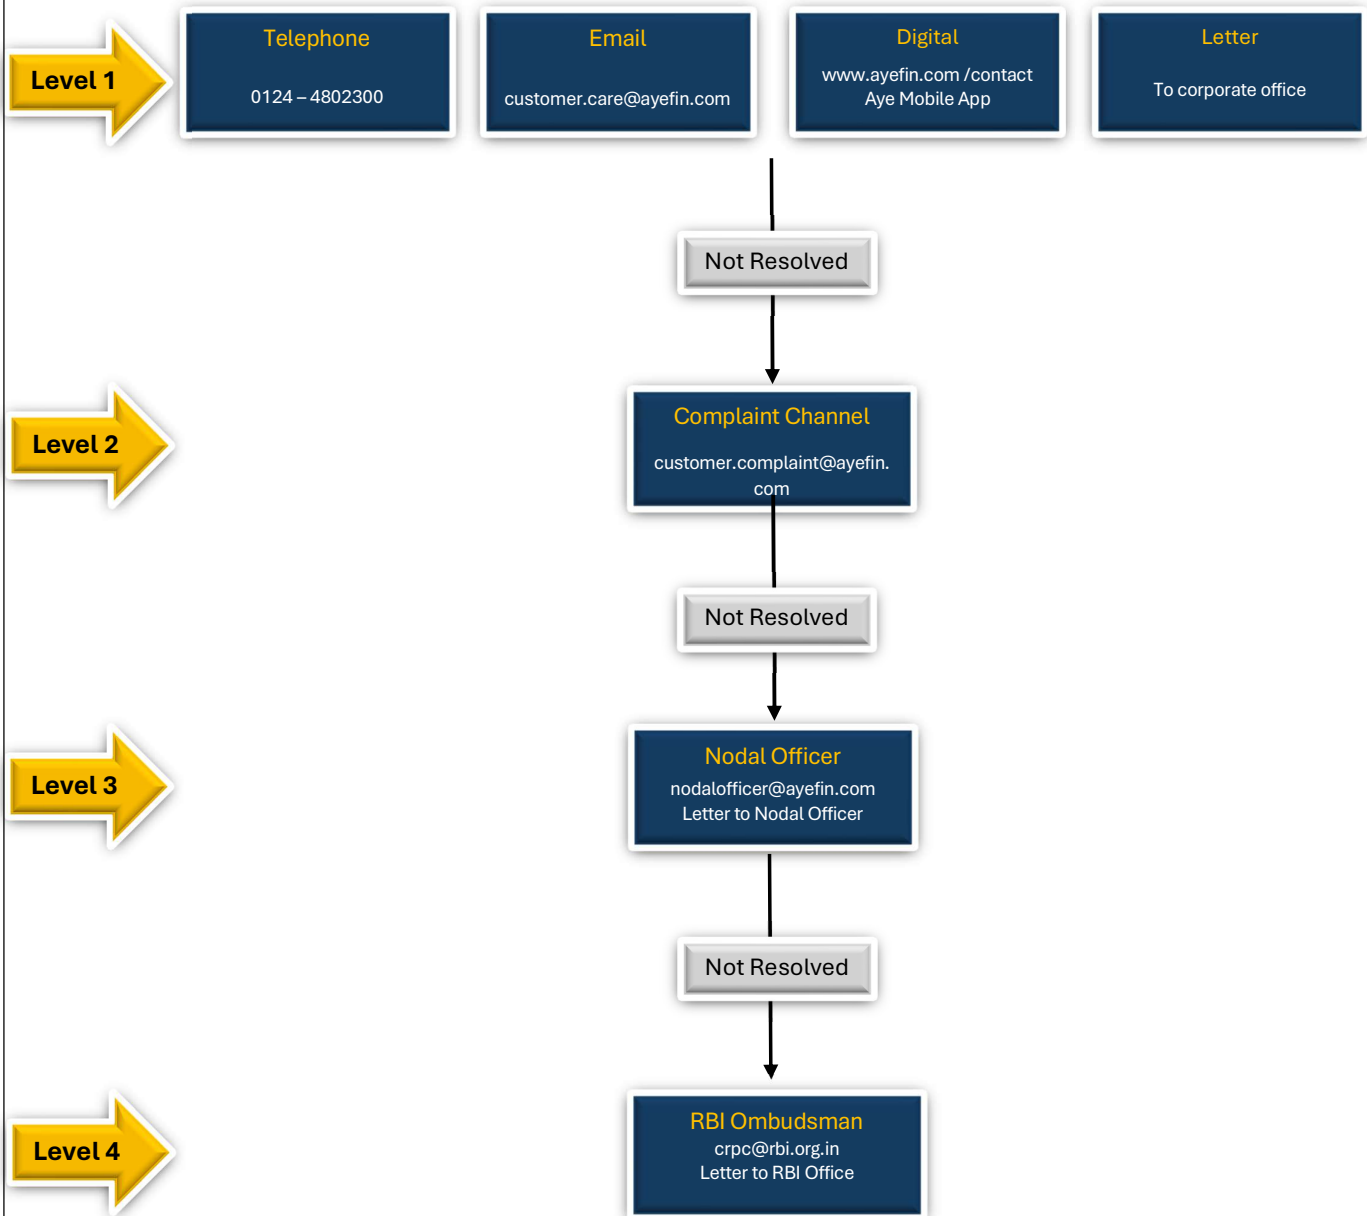 Level 1
Telephone
0124 – 4802300
Email
customer.care@ayefin.com
Digital
www.ayefin.com /contact
Aye Mobile App
Letter
To corporate office
Not Resolved
Level 2
Complaint Channel
customer.complaint@ayefin.
com
Not Resolved
Level 3
Nodal Officer
nodalofficer@ayefin.com
Letter to Nodal Officer
Not Resolved
Level 4
RBI Ombudsman
crpc@rbi.org.in
Letter to RBI Office